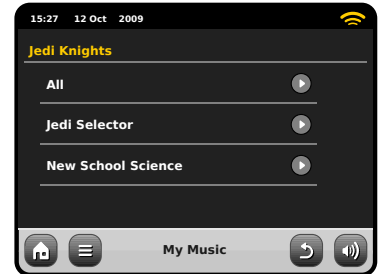 15:27 12 Oct 2009
Jedi Knights
All
Jedi Selector
New School Science
My Music